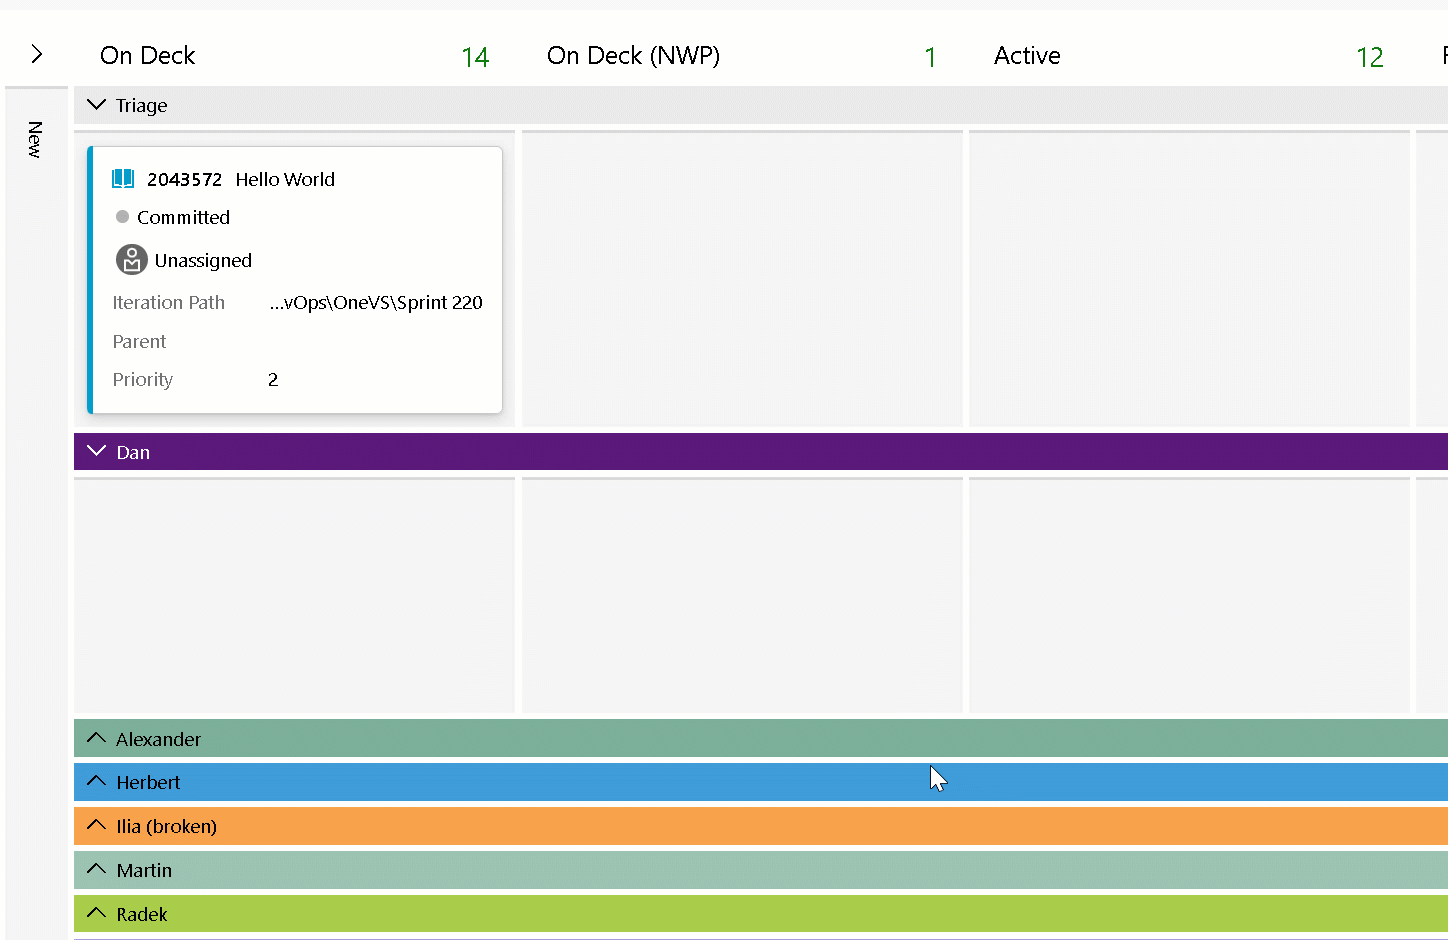 On Deck 14 On Deck (NWP) 1 Active 12
New
Triage
2043572 Hello World
Committed
Unassigned
Iteration Path ...vOps\OneVS\Sprint 220
Parent
Priority 2
Dan
Alexander
Herbert
Ilia (broken)
Martin
Radek